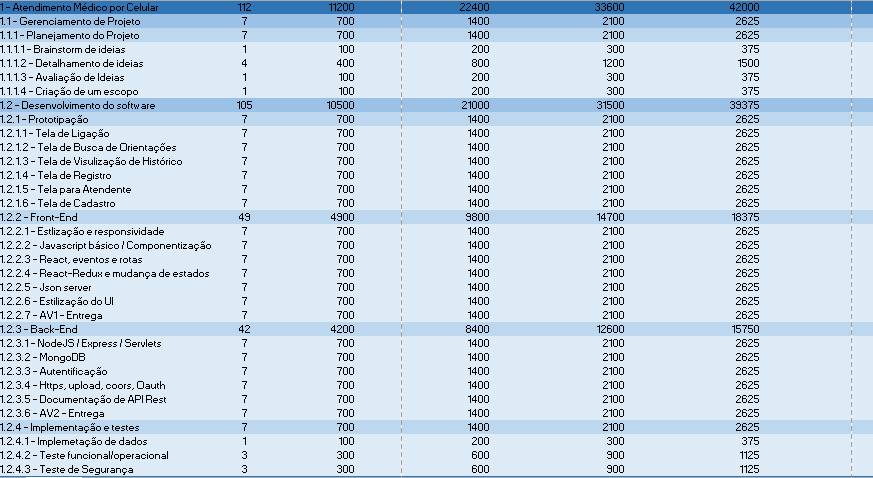 1 - Atendimento Médico por Celular 112 11200 22400 33600 42000
1.1 - Gerenciamento de Projeto 7 700 1400 2100 2625
1.1.1 - Planejamento do Projeto 7 700 1400 2100 2625
1.1.1.1 - Brainstorm de ideias 1 100 200 300 375
1.1.1.2 - Detalhamento de ideias 4 400 800 1200 1500
1.1.1.3 - Avaliação de Ideias 1 100 200 300 375
1.1.1.4 - Criação de um escopo 1 100 200 300 375
1.2 - Desenvolvimento do software 105 10500 21000 31500 39375
1.2.1 - Prototipação 7 700 1400 2100 2625
1.2.1.1 - Tela de Ligação 7 700 1400 2100 2625
1.2.1.2 - Tela de Busca de Orientações 7 700 1400 2100 2625
1.2.1.3 - Tela de Visulização de Histórico 7 700 1400 2100 2625
1.2.1.4 - Tela de Registro 7 700 1400 2100 2625
1.2.1.5 - Tela para Atendente 7 700 1400 2100 2625
1.2.1.6 - Tela de Cadastro 7 700 1400 2100 2625
1.2.2 - Front-End 49 4900 9800 14700 18375
1.2.2.1 - Estlização e responsividade 7 700 1400 2100 2625
1.2.2.2 - Javascript básico / Componentização 7 700 1400 2100 2625
1.2.2.3 - React, eventos e rotas 7 700 1400 2100 2625
1.2.2.4 - React-Redux e mudança de estados 7 700 1400 2100 2625
1.2.2.5 - Json server 7 700 1400 2100 2625
1.2.2.6 - Estilização do UI 7 700 1400 2100 2625
1.2.2.7 - AV1 - Entrega 7 700 1400 2100 2625
1.2.3 - Back-End 42 4200 8400 12600 15750
1.2.3.1 - NodeJS / Express / Servlets 7 700 1400 2100 2625
1.2.3.2 - MongoDB 7 700 1400 2100 2625
1.2.3.3 - Autentificação 7 700 1400 2100 2625
1.2.3.4 - Https, upload, coors, Oauth 7 700 1400 2100 2625
1.2.3.5 - Documentação de API Rest 7 700 1400 2100 2625
1.2.3.6 - AV2 - Entrega 7 700 1400 2100 2625
1.2.4 - Implementação e testes 7 700 1400 2100 2625
1.2.4.1 - Implemetação de dados 1 100 200 300 375
1.2.4.2 - Teste funcional/operacional 3 300 600 900 1125
1.2.4.3 - Teste de Segurança 3 300 600 900 1125